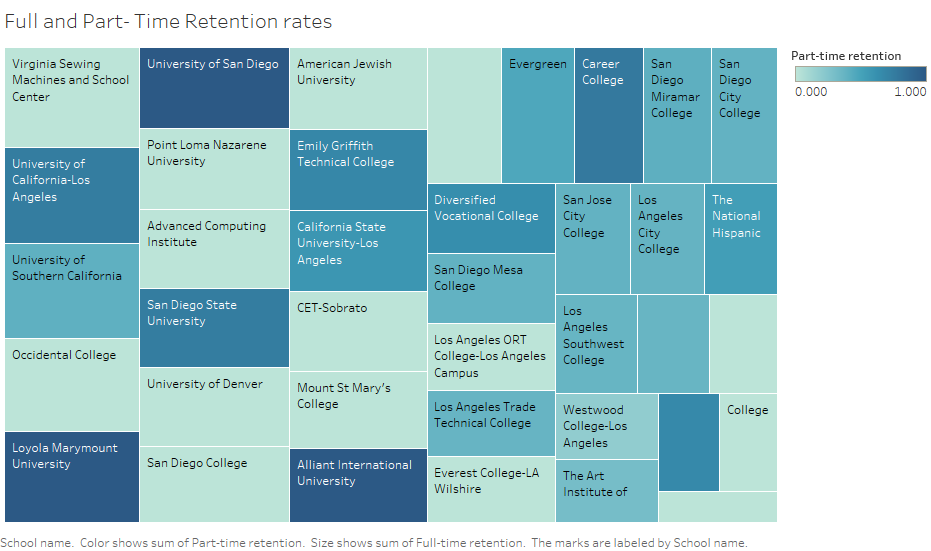 Full and Part- Time Retention rates
Virginia Sewing
Machines and School
Center
University of
California-Los
Angeles
University of
Southern California
Occidental College
Loyola Marymount
University
University of San Diego
Point Loma Nazarene
University
Advanced Computing
Institute
San Diego State
University
University of Denver
San Diego College
American Jewish
University
Emily Griffith
Technical College
California State
University-Los
Angeles
CET-Sobrato
Mount St Mary's
College
Alliant International
University
Evergreen
Career
College
San
Diego
Miramar
College
San
Diego
City
College
Diversified
Vocational College
San Diego Mesa
College
Los Angeles ORT
College-Los Angeles
Campus
Los Angeles Trade
Technical College
Everest College-LA
Wilshire
San Jose
City
College
Los
Angeles
City
College
The
National
Hispanic
Los
Angeles
Southwest
College
Westwood
College-Los
Angeles
The Art
Institute of
College
Part-time retention
0.000 1.000
School name. Color shows sum of Part-time retention. Size shows sum of Full-time retention. The marks are labeled by School name.